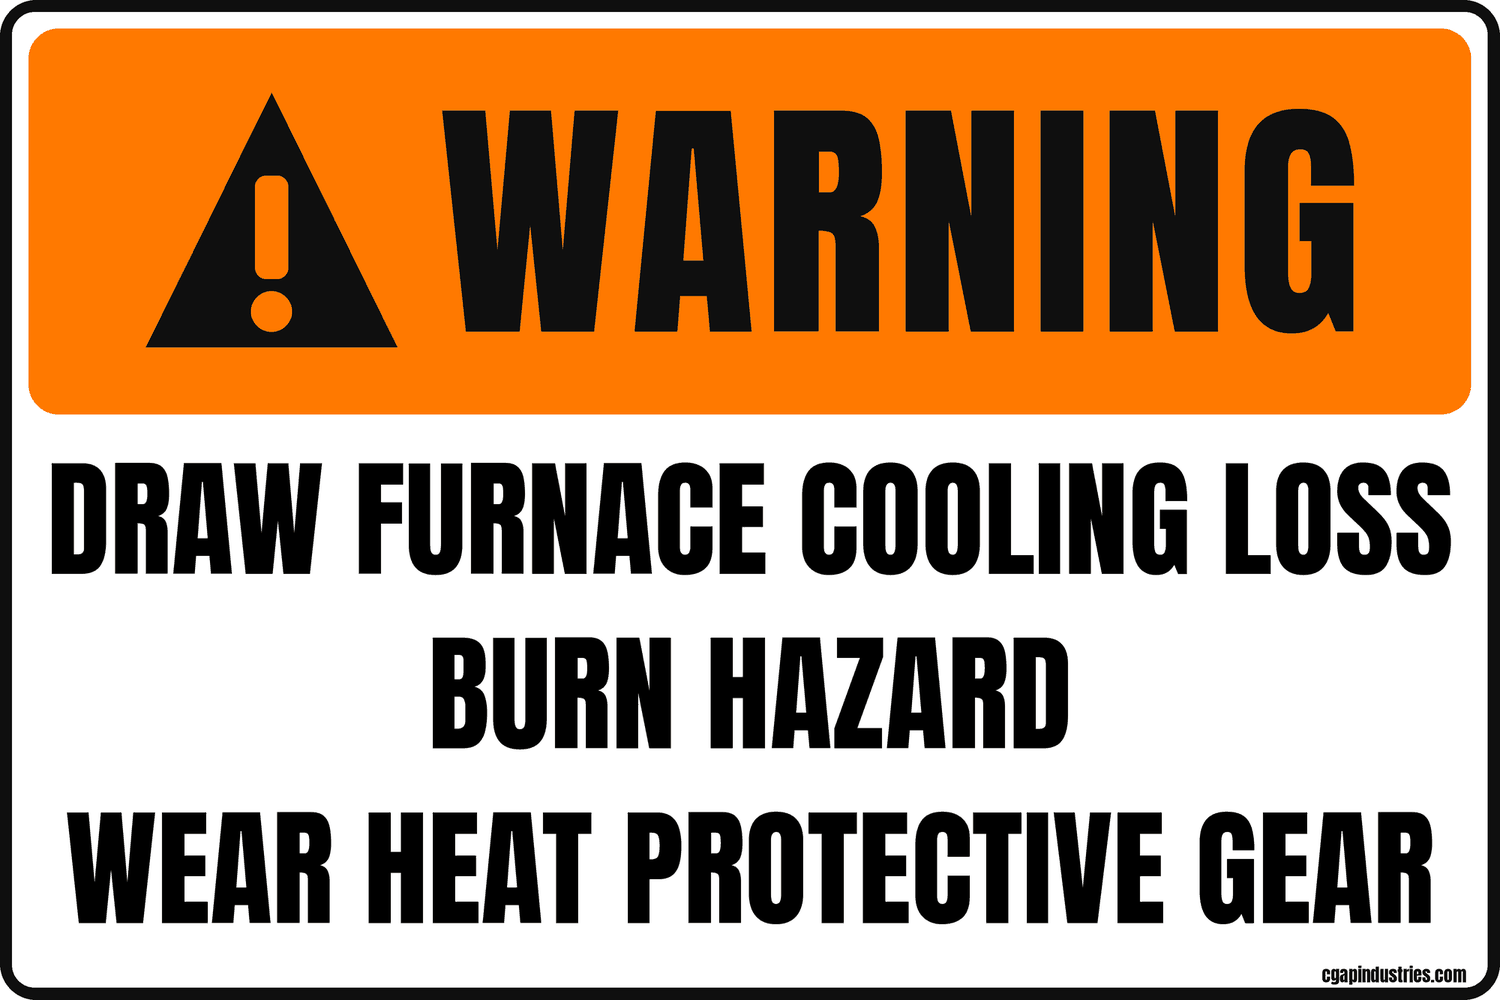 WARNING
DRAW FURNACE COOLING LOSS
BURN HAZARD
WEAR HEAT PROTECTIVE GEAR
cgapindustries.com